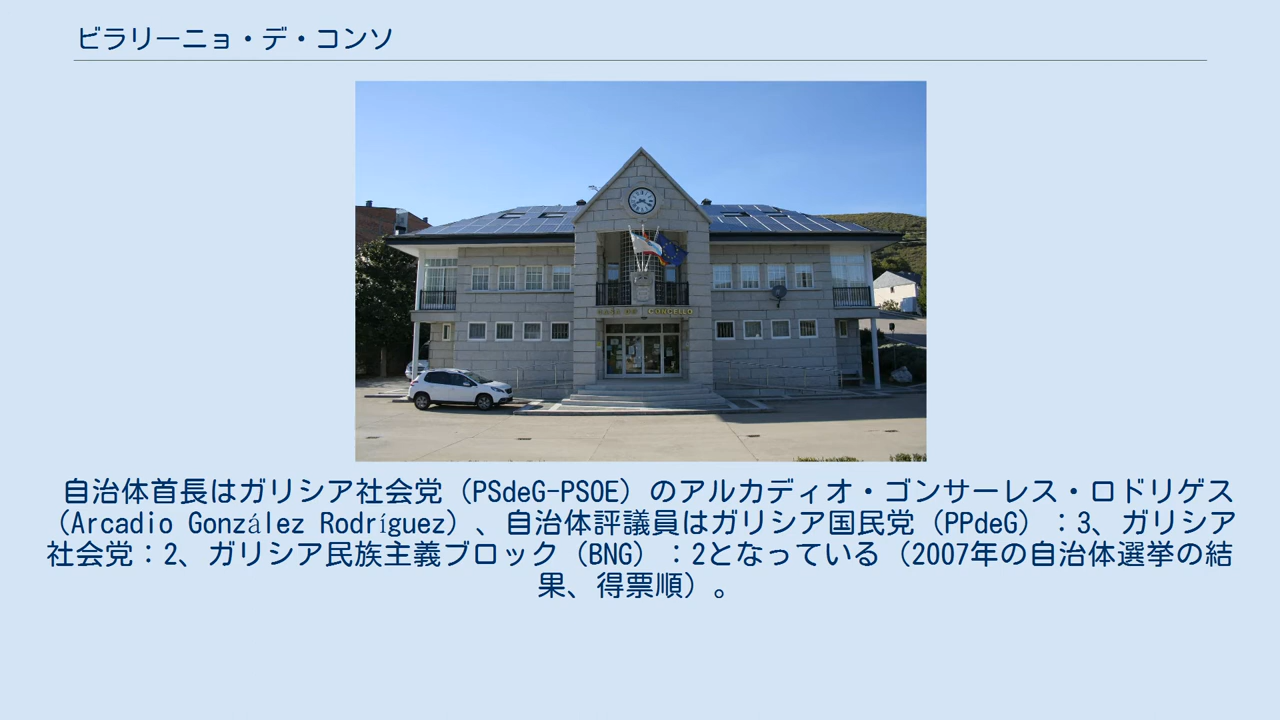 ビラリーニョ・デ・コンソ
CONCELLO
自治体首長はガリシア社会党（PSdeG-PSOE）のアルカディオ・ゴンサーレス・ロドリゲス
（Arcadio González Rodríguez）、自治体評議員はガリシア国民党（PPdeG）：3、ガリシア
社会党：2、ガリシア民族主義ブロック（BNG）：2となっている（2007年の自治体選挙の結
果、得票順）。